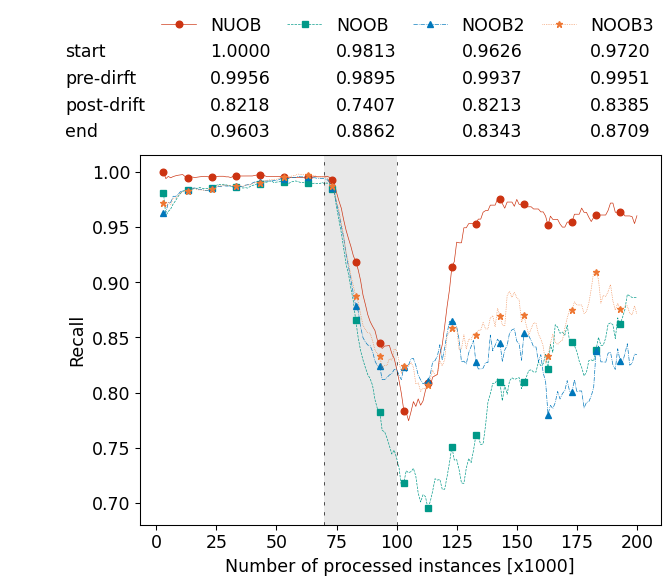 NUOB NOOB NOOB2 NOOB3
start 1.0000 0.9813 0.9626 0.9720
pre-dirft 0.9956 0.9895 0.9937 0.9951
post-drift 0.8218 0.7407 0.8213 0.8385
end 0.9603 0.8862 0.8343 0.8709
1.00
0.95
0.90
0.85
0.80
0.75
0.70
Recall
0 25 50 75 100 125 150 175 200
Number of processed instances [x1000]